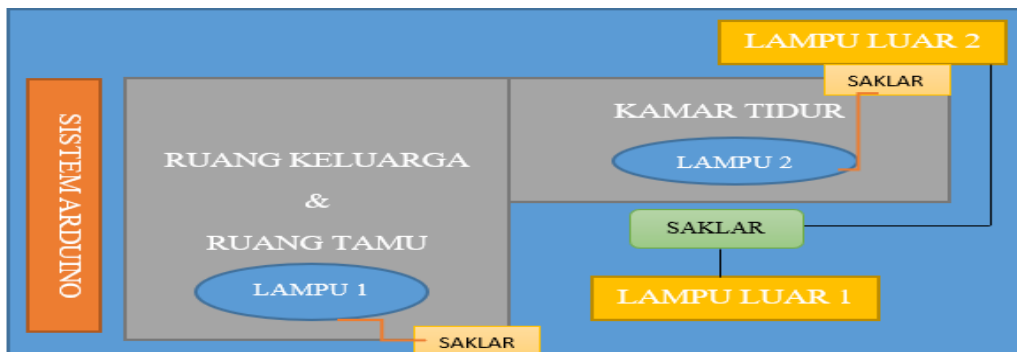 LAMPU LUAR 2
SAKLAR
KAMAR TIDUR
LAMPU 2
SISTEM ARDUINO
RUANG KELUARGA
&
RUANG TAMU
LAMPU 1
SAKLAR
SAKLAR
LAMPU LUAR 1